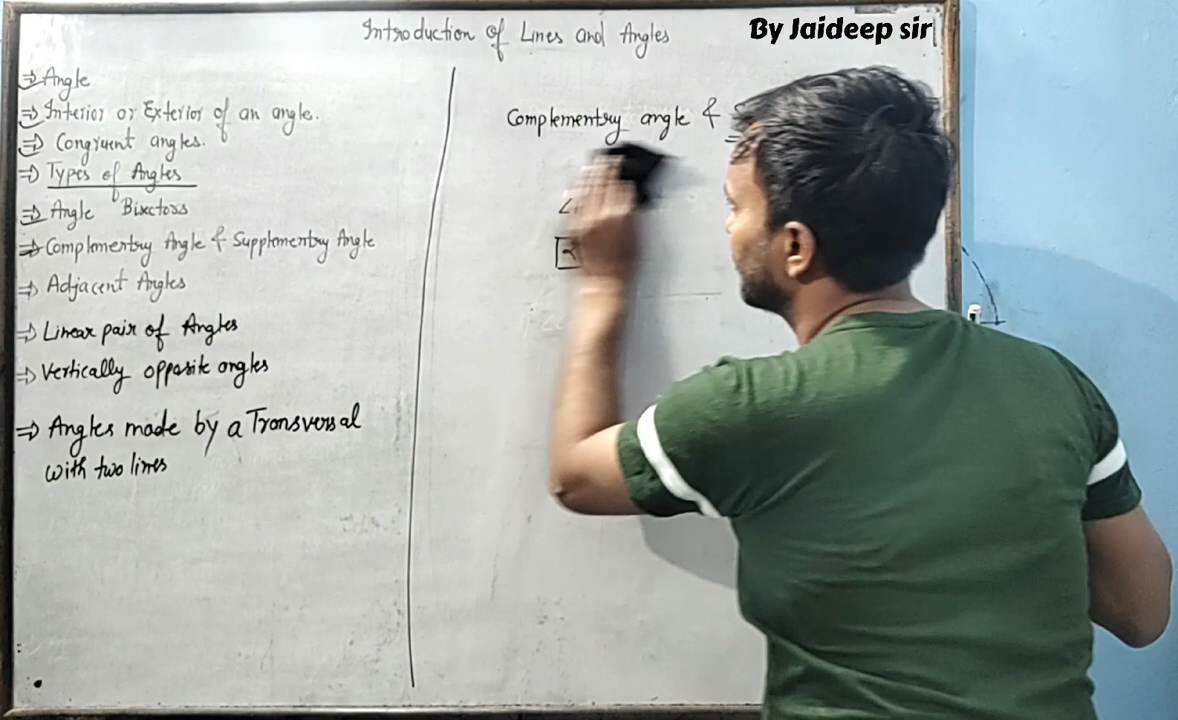 Introduction of Lines and Angles
By Jaideep sir
⇒ Angle
⇒ Interior or Exterior of an angle.
⇒ Congruent angles.
⇒ Types of Angles
⇒ Angle Bisectors
⇒ Complementry Angle & Supplementry Angle
⇒ Adjacent Angles
⇒ Linear pair of Angles
⇒ Vertically opposite angles
⇒ Angles made by a Transversal
with two lines
Complementry angle &